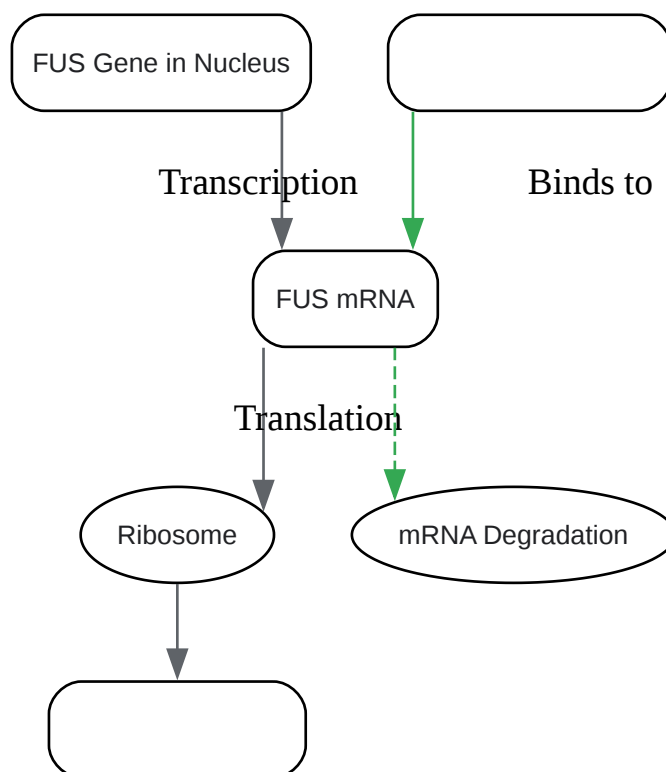 FUS Gene in Nucleus
Transcription
Binds to
FUS mRNA
Translation
Ribosome
mRNA Degradation